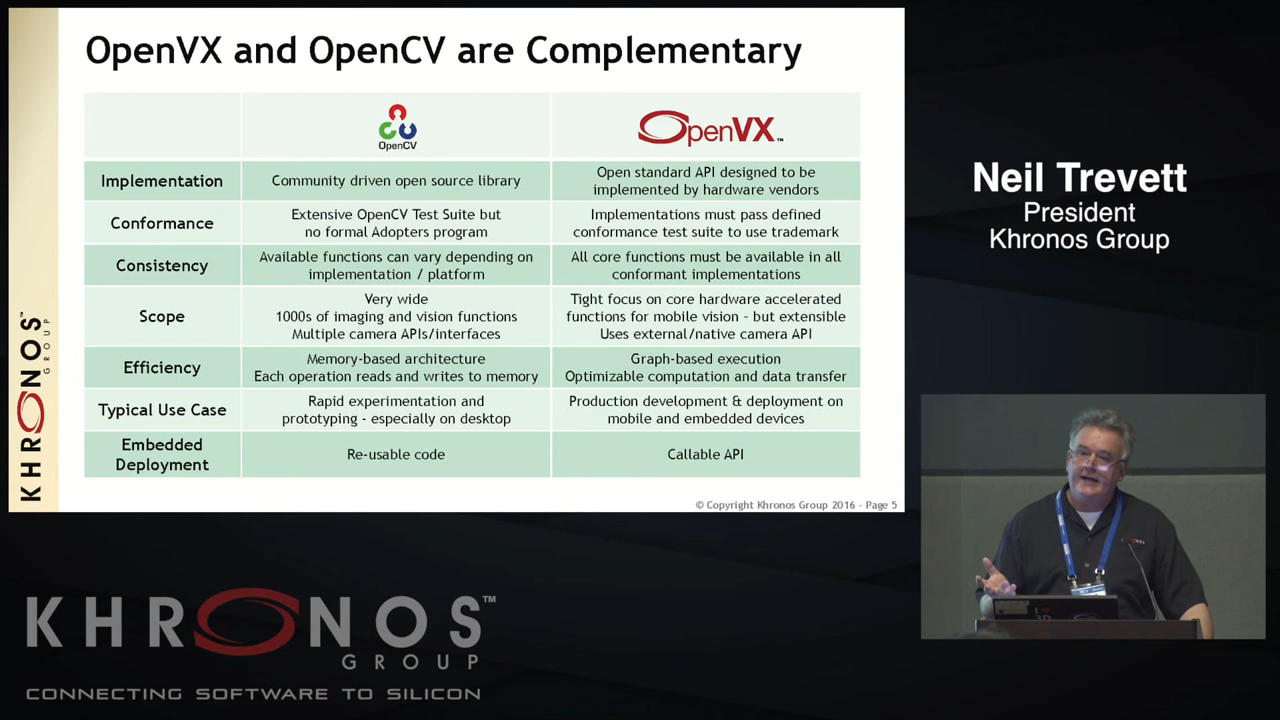 OpenVX and OpenCV are Complementary
OpenCV
OpenVX™
Implementation
Community driven open source library
Open standard API designed to be
implemented by hardware vendors
Conformance
Extensive OpenCV Test Suite but
no formal Adopters program
Implementations must pass defined
conformance test suite to use trademark
Consistency
Available functions can vary depending on
implementation / platform
All core functions must be available in all
conformant implementations
Scope
Very wide
1000s of imaging and vision functions
Multiple camera APIs/interfaces
Tight focus on core hardware accelerated
functions for mobile vision – but extensible
Uses external/native camera API
Efficiency
Memory-based architecture
Each operation reads and writes to memory
Graph-based execution
Optimizable computation and data transfer
Typical Use Case
Rapid experimentation and
prototyping - especially on desktop
Production development & deployment on
mobile and embedded devices
Embedded
Deployment
Re-usable code
Callable API
© Copyright Khronos Group 2016 - Page 5
KHRONOS™
GROUP
Neil Trevett
President
Khronos Group
KHRONOS™
GROUP
CONNECTING SOFTWARE TO SILICON